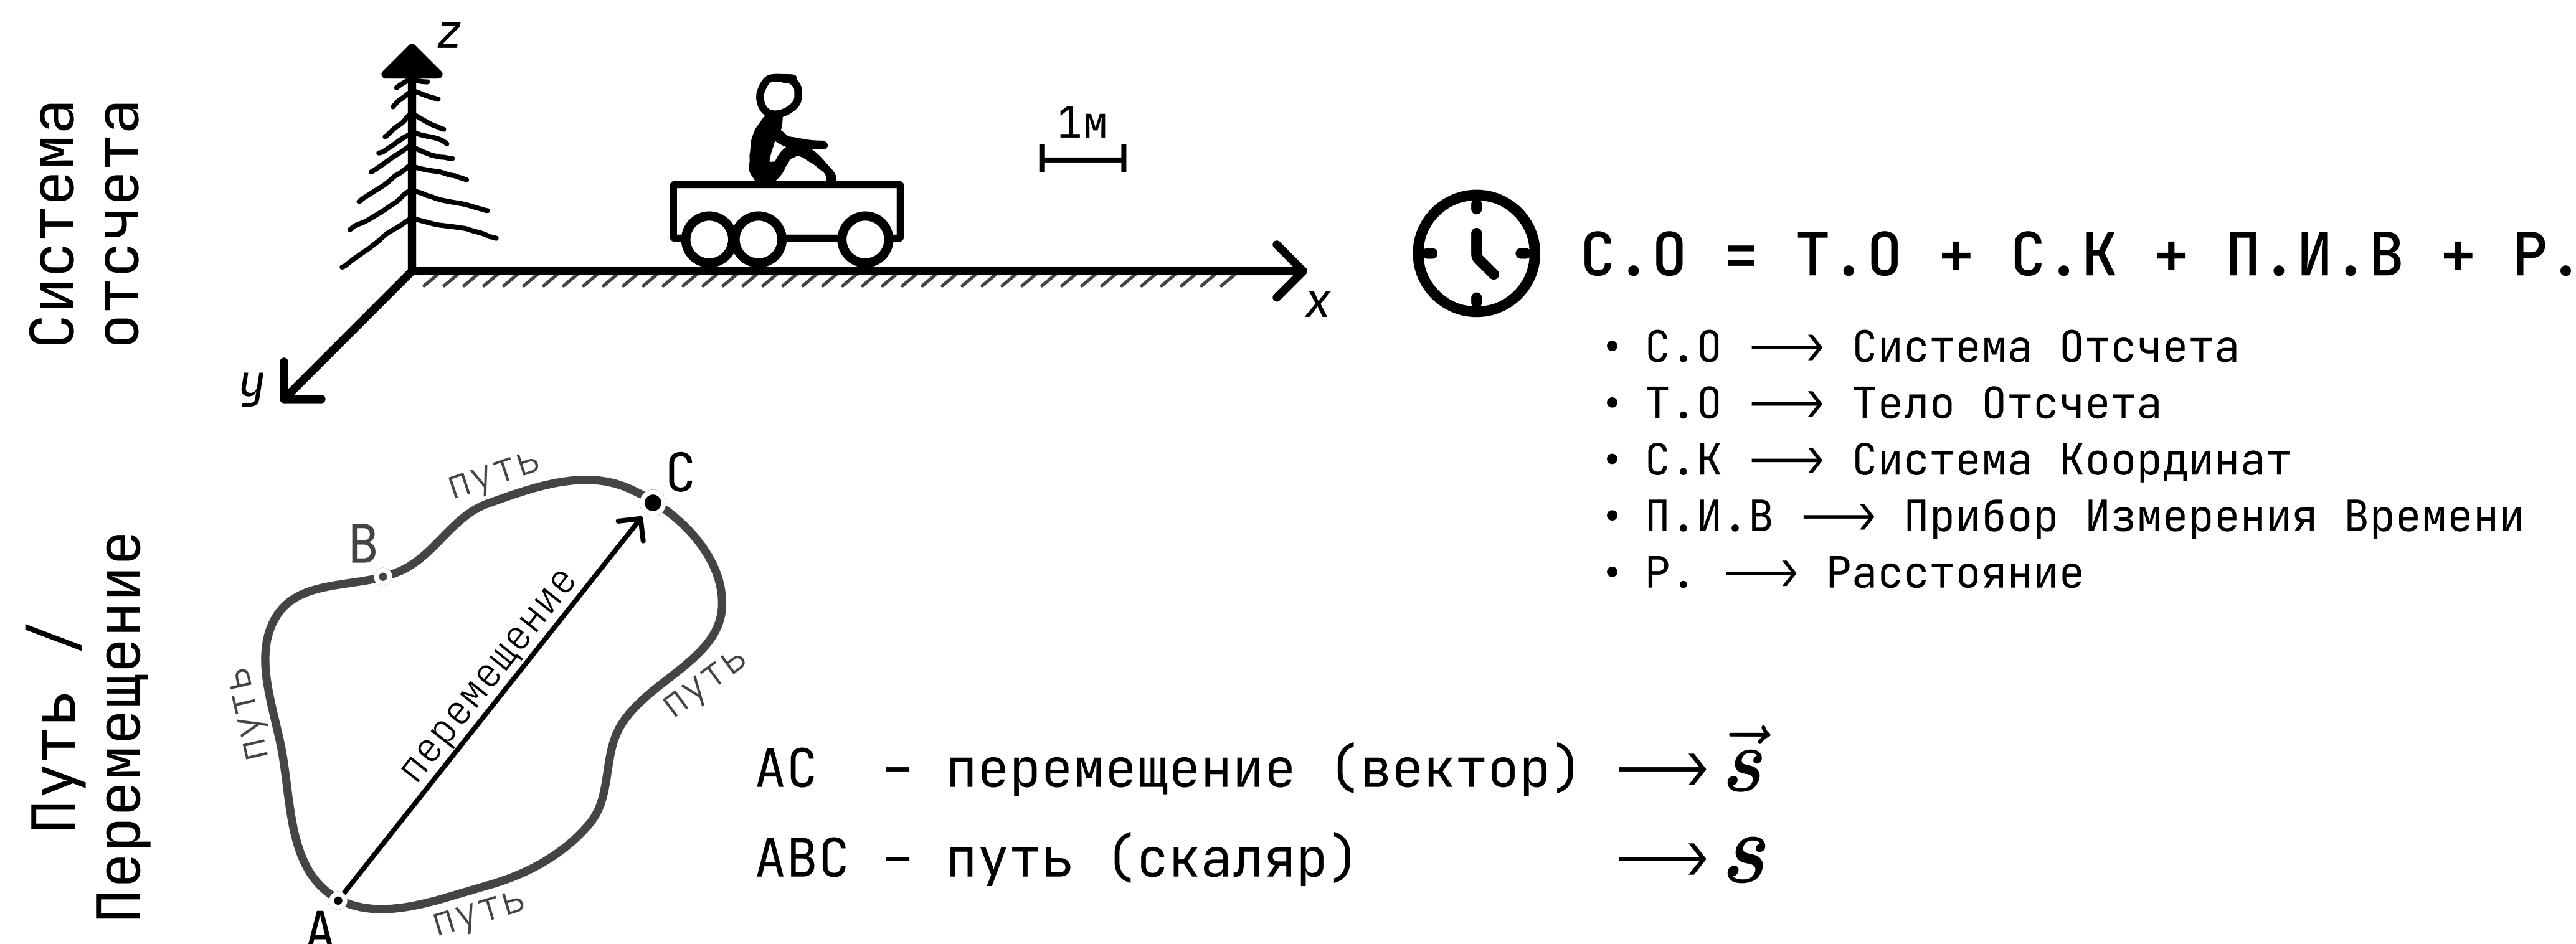 Система
отсчета
z
1м
x
y
С.О = Т.О + С.К + П.И.В + Р.
• С.О ⟶ Система Отсчета
• Т.О ⟶ Тело Отсчета
• С.К ⟶ Система Координат
• П.И.В ⟶ Прибор Измерения Времени
• Р. ⟶ Расстояние
Путь /
Перемещение
путь
C
B
перемещение
путь
путь
путь
A
AC – перемещение (вектор) ⟶ s⃗
ABC – путь (скаляр) ⟶ s